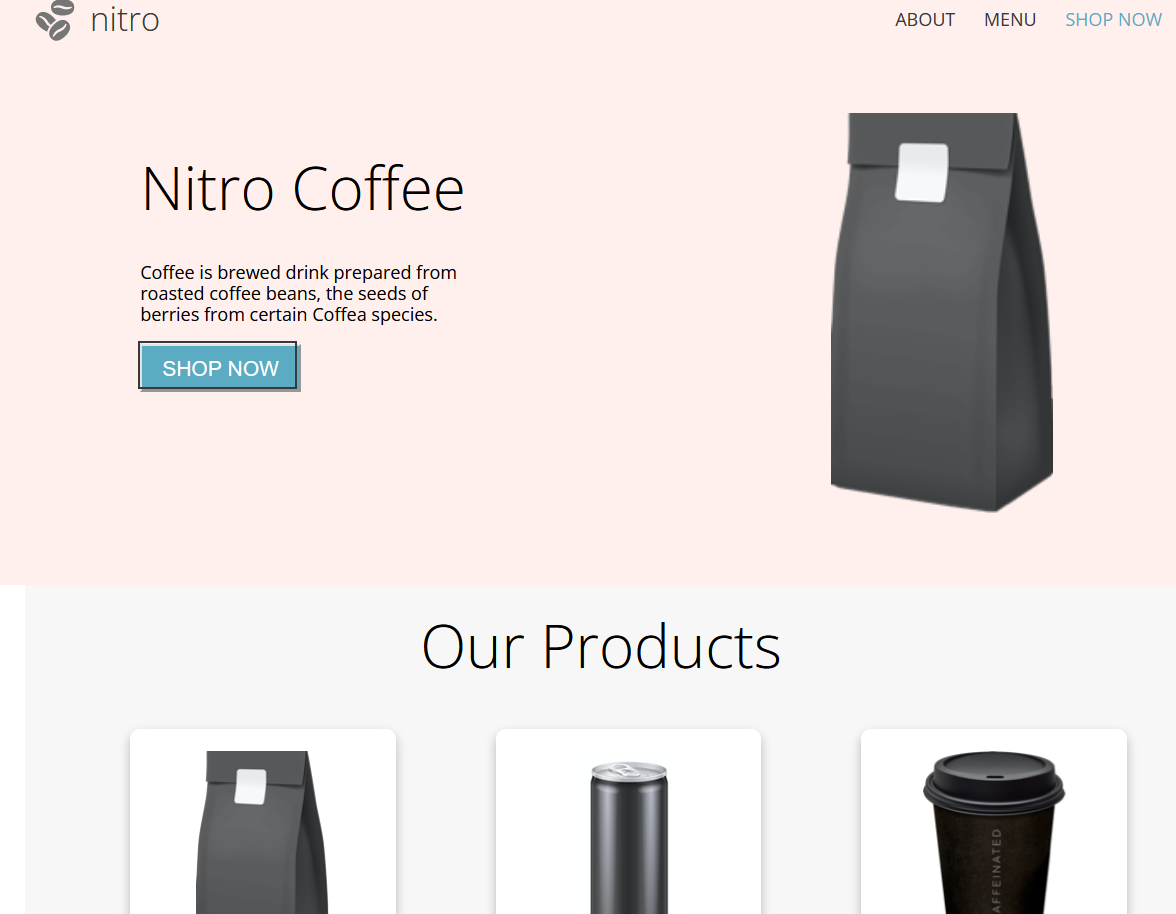 nitro
ABOUT MENU SHOP NOW
Nitro Coffee
Coffee is brewed drink prepared from
roasted coffee beans, the seeds of
berries from certain Coffea species.
SHOP NOW
Our Products
AFFEINATED